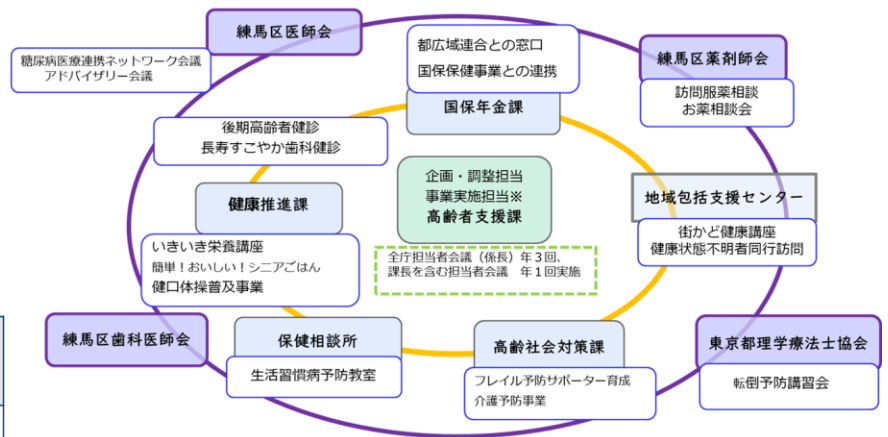 練馬区医師会
糖尿病医療連携ネットワーク会議
アドバイザリー会議
都広域連合との窓口
国保保健事業との連携
国保年金課
練馬区薬剤師会
訪問服薬相談
お薬相談会
後期高齢者健診
長寿すこやか歯科健診
健康推進課
いきいき栄養講座
簡単！おいしい！シニアごはん
健口体操普及事業
企画・調整担当
事業実施担当※
高齢者支援課
全庁担当者会議（係長）年３回、
課長を含む担当者会議　年１回実施
地域包括支援センター
街かど健康講座
健康状態不明者同行訪問
練馬区歯科医師会
保健相談所
生活習慣病予防教室
高齢社会対策課
フレイル予防サポーター育成
介護予防事業
東京都理学療法士協会
転倒予防講習会